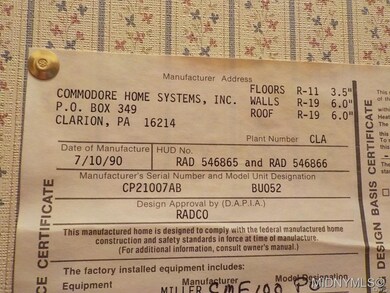 Manufacturer Address
COMMODORE HOME SYSTEMS, INC.
P.O. BOX 349
CLARION, PA 16214
FLOORS R-11 3.5"
WALLS R-19 6.0"
ROOF R-19 6.0"
Plant Number CLA
Date of Manufacture HUD No.
7/10/90 RAD 546865 and RAD 546866
Manufacturer's Serial Number and Model Unit Designation
CP21007AB BU052
Design Approval by (D.A.P.I.A)
RADCO
This manufactured home is designed to comply with the federal manufactured home
construction and safety standards in force at time of manufacture.
(For additional information, consult owner's manual.)
The factory installed equipment includes:
Equipment Manufacturer Model Designation
MILLER CMF100
CE CERTIFICATE
DESIGN BASIS CERTIFICATE
MIDNYMLS©